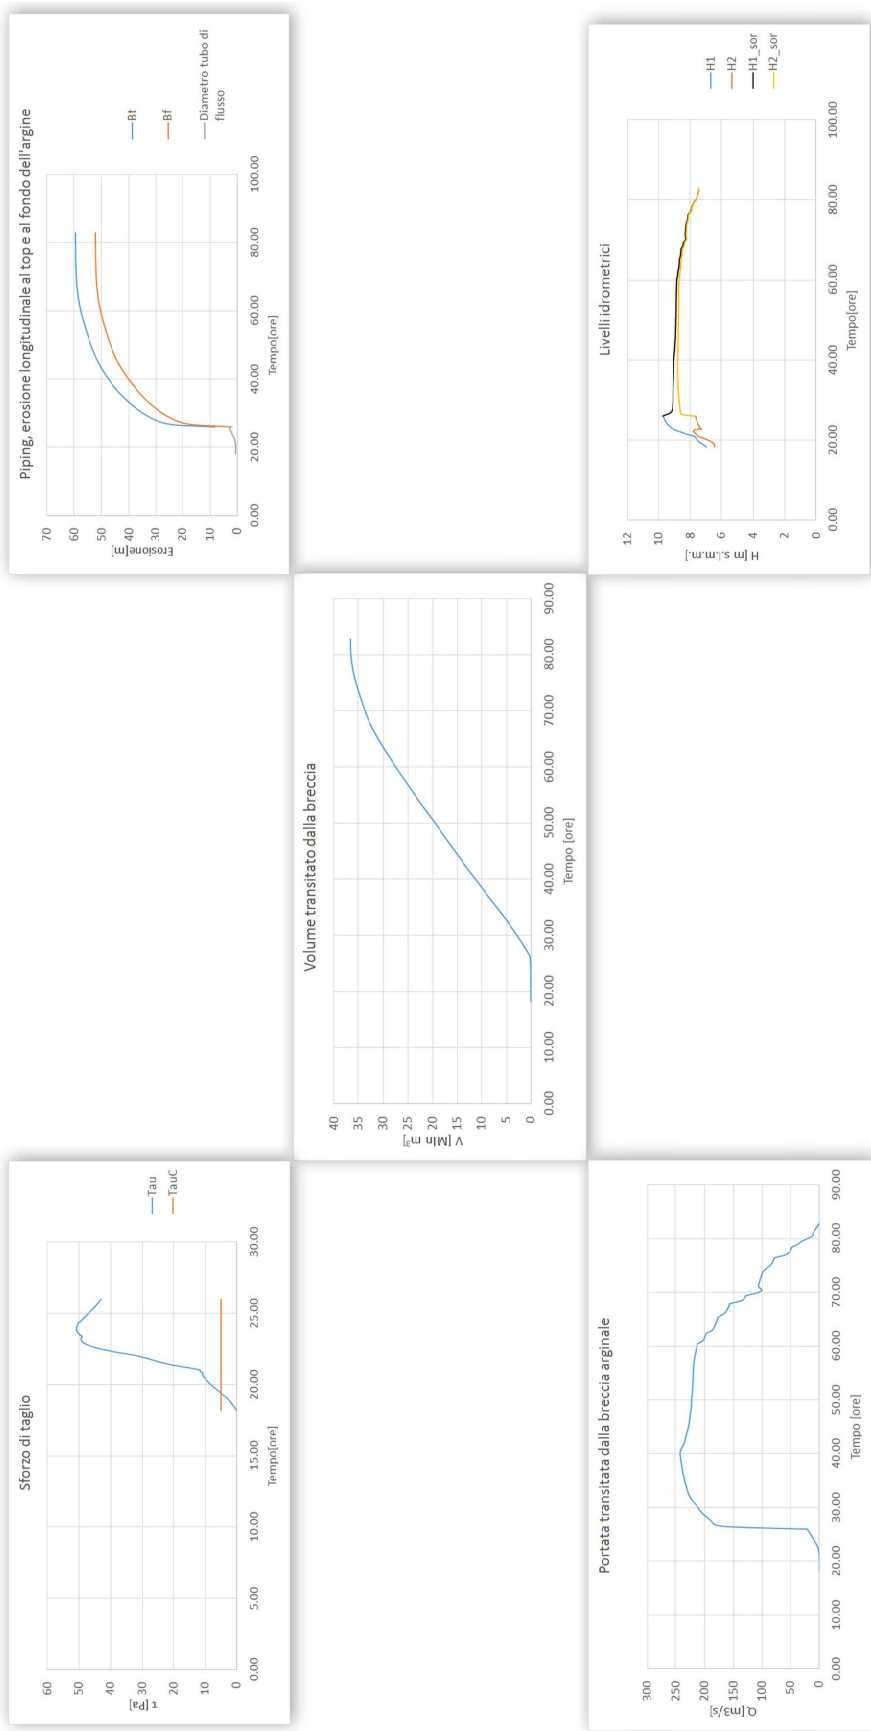 Sforzo di taglio
τ [Pa]
60
50
40
30
20
10
0
0.00 5.00 10.00 15.00 20.00 25.00 30.00
Tempo[ore]
Tau
TauC
Piping, erosione longitudinale al top e al fondo dell'argine
Erosione[m]
70
60
50
40
30
20
10
0
0.00 20.00 40.00 60.00 80.00 100.00
Tempo[ore]
Bt
Bf
Diametro tubo di
flusso
Volume transitato dalla breccia
V [Mln m³]
40
35
30
25
20
15
10
5
0
0.00 10.00 20.00 30.00 40.00 50.00 60.00 70.00 80.00 90.00
Tempo [ore]
Portata transitata dalla breccia arginale
Q [m3/s]
300
250
200
150
100
50
0
0.00 10.00 20.00 30.00 40.00 50.00 60.00 70.00 80.00 90.00
Tempo [ore]
Livelli idrometrici
H [m s.l.m.m.]
12
10
8
6
4
2
0
0.00 20.00 40.00 60.00 80.00 100.00
Tempo[ore]
H1
H2
H1_sor
H2_sor